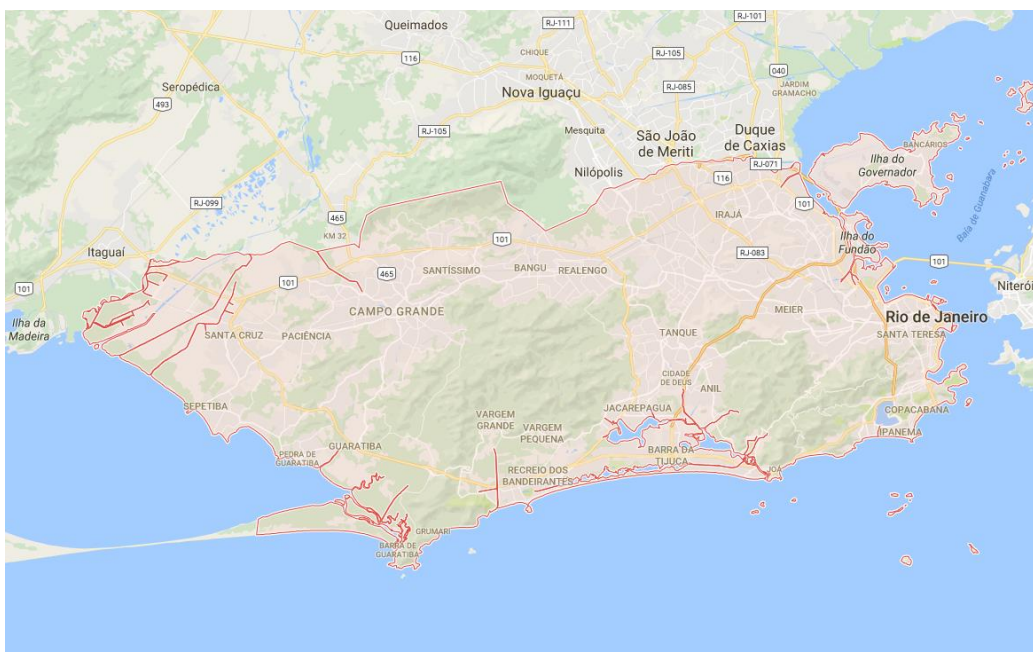 Queimados
RJ-111
RJ-101
116
CHIQUE
RJ-105
040
Seropédica
MOQUETÁ
RJ-085
JARDIM
GRAMACHO
493
Nova Iguaçu
RJ-105
Mesquita
São João
de Meriti
Duque
de Caxias
BANCÁRIOS
Nilópolis
RJ-071
Ilha do
Governador
116
RJ-099
101
Baía de Guanabara
465
IRAJÁ
KM 32
101
Ilha do
Fundão
Itaguaí
RJ-083
101
465
SANTÍSSIMO
BANGU
REALENGO
101
101
Niterói
Ilha da
Madeira
CAMPO GRANDE
MEIER
Rio de Janeiro
SANTA CRUZ
PACIÊNCIA
TANQUE
SANTA TERESA
CIDADE
DE DEUS
ANIL
SEPETIBA
VARGEM
GRANDE
JACAREPAGUA
COPACABANA
VARGEM
PEQUENA
IPANEMA
GUARATIBA
PEDRA DE
GUARATIBA
BARRA DA
TIJUCA
RECREIO DOS
BANDEIRANTES
JOÁ
GRUMARI
BARRA DE
GUARATIBA